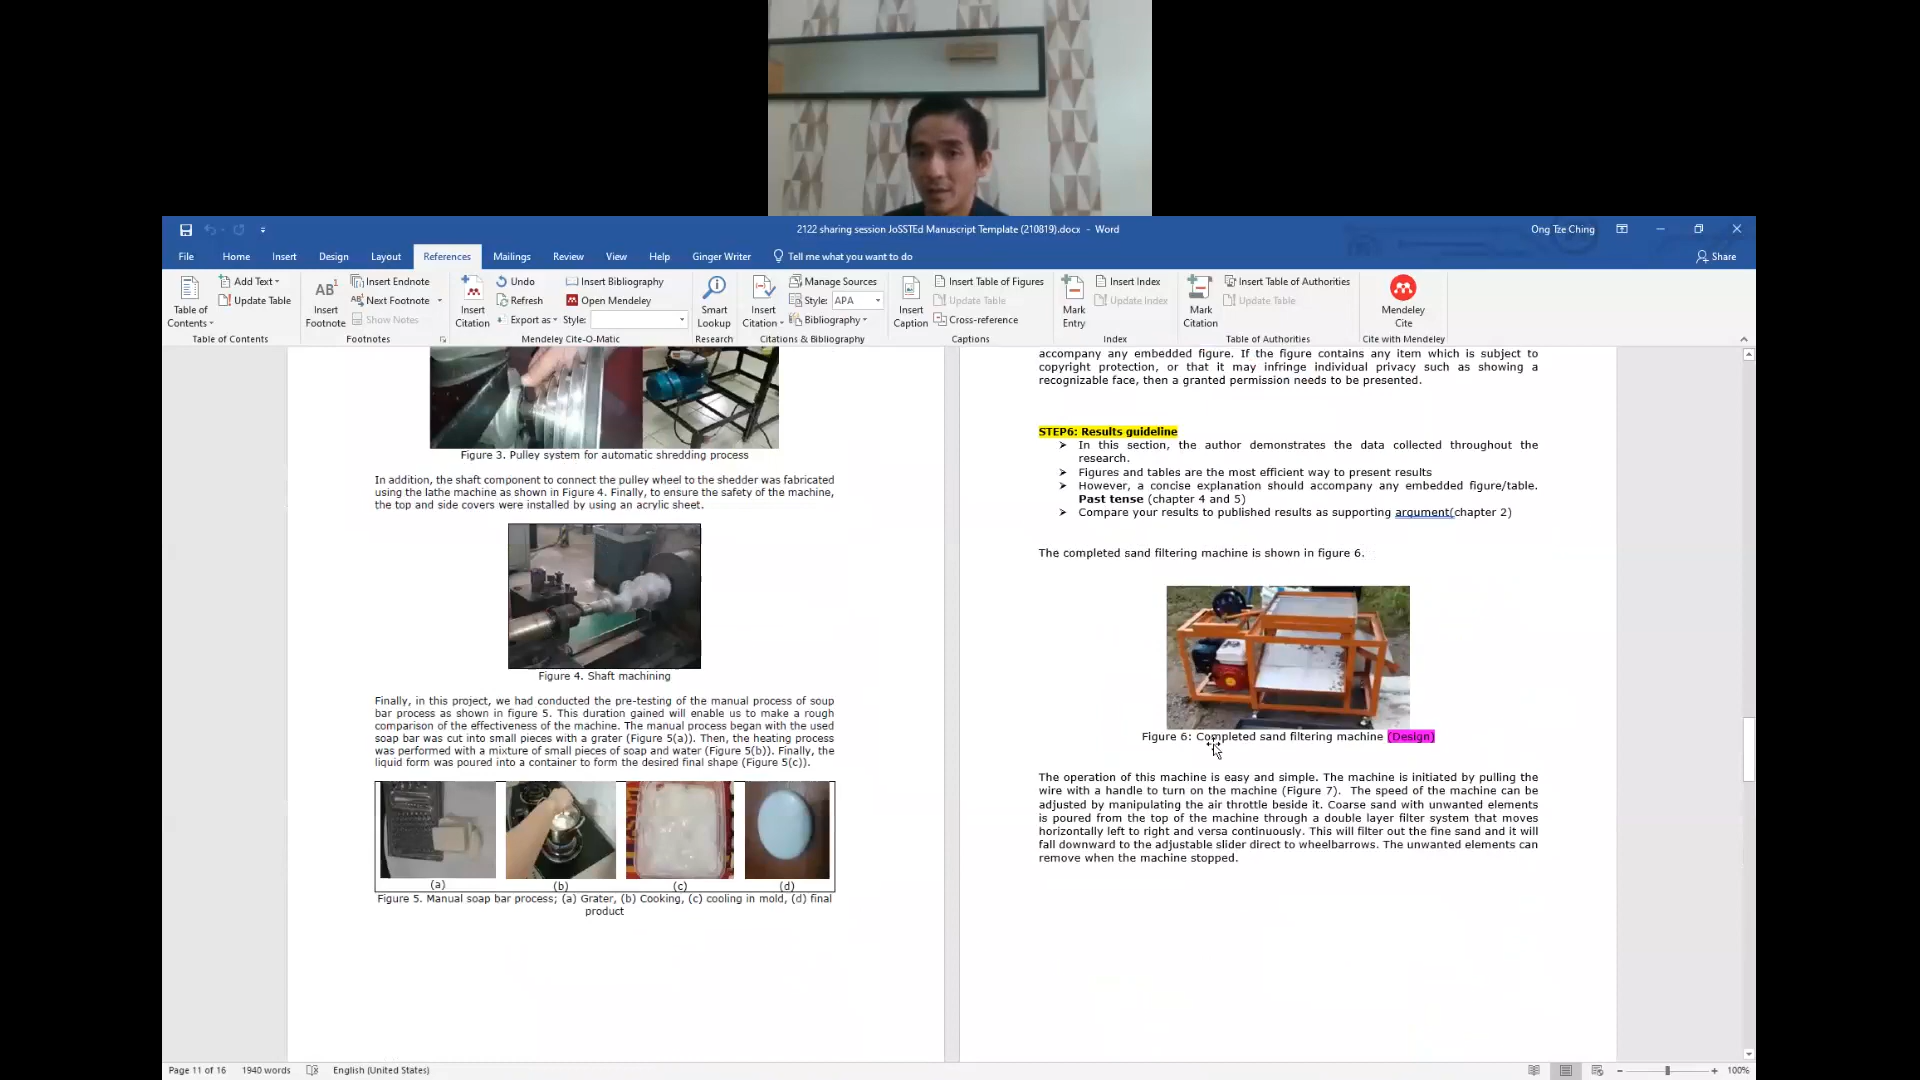 2122 sharing session JoSSTEd Manuscript Template (210819).docx - Word
Ong Tze Ching
File Home Insert Design Layout References Mailings Review View Help Ginger Writer Tell me what you want to do
Share
Table of Contents
Add Text
Update Table
Table of Contents
AB1
Insert Footnote
Insert Endnote
Next Footnote
Show Notes
Footnotes
Insert Citation
Undo
Refresh
Export as
Insert Bibliography
Open Mendeley
Style:
Mendeley Cite-O-Matic
Smart Lookup
Research
Insert Citation
Manage Sources
Style: APA
Bibliography
Citations & Bibliography
Insert Caption
Insert Table of Figures
Update Table
Cross-reference
Captions
Mark Entry
Insert Index
Update Index
Index
Mark Citation
Insert Table of Authorities
Update Table
Table of Authorities
Mendeley Cite
Cite with Mendeley
Figure 3. Pulley system for automatic shredding process
In addition, the shaft component to connect the pulley wheel to the shedder was fabricated
using the lathe machine as shown in Figure 4. Finally, to ensure the safety of the machine,
the top and side covers were installed by using an acrylic sheet.
Figure 4. Shaft machining
Finally, in this project, we had conducted the pre-testing of the manual process of soup
bar process as shown in figure 5. This duration gained will enable us to make a rough
comparison of the effectiveness of the machine. The manual process began with the used
soap bar was cut into small pieces with a grater (Figure 5(a)). Then, the heating process
was performed with a mixture of small pieces of soap and water (Figure 5(b)). Finally, the
liquid form was poured into a container to form the desired final shape (Figure 5(c)).
(a) (b) (c) (d)
Figure 5. Manual soap bar process; (a) Grater, (b) Cooking, (c) cooling in mold, (d) final
product
accompany any embedded figure. If the figure contains any item which is subject to
copyright protection, or that it may infringe individual privacy such as showing a
recognizable face, then a granted permission needs to be presented.
STEP6: Results guideline
➢ In this section, the author demonstrates the data collected throughout the
research.
➢ Figures and tables are the most efficient way to present results
➢ However, a concise explanation should accompany any embedded figure/table.
Past tense (chapter 4 and 5)
➢ Compare your results to published results as supporting argument(chapter 2)
The completed sand filtering machine is shown in figure 6.
Figure 6: Completed sand filtering machine (Design)
The operation of this machine is easy and simple. The machine is initiated by pulling the
wire with a handle to turn on the machine (Figure 7). The speed of the machine can be
adjusted by manipulating the air throttle beside it. Coarse sand with unwanted elements
is poured from the top of the machine through a double layer filter system that moves
horizontally left to right and versa continuously. This will filter out the fine sand and it will
fall downward to the adjustable slider direct to wheelbarrows. The unwanted elements can
remove when the machine stopped.
Page 11 of 16 1940 words English (United States)
100%